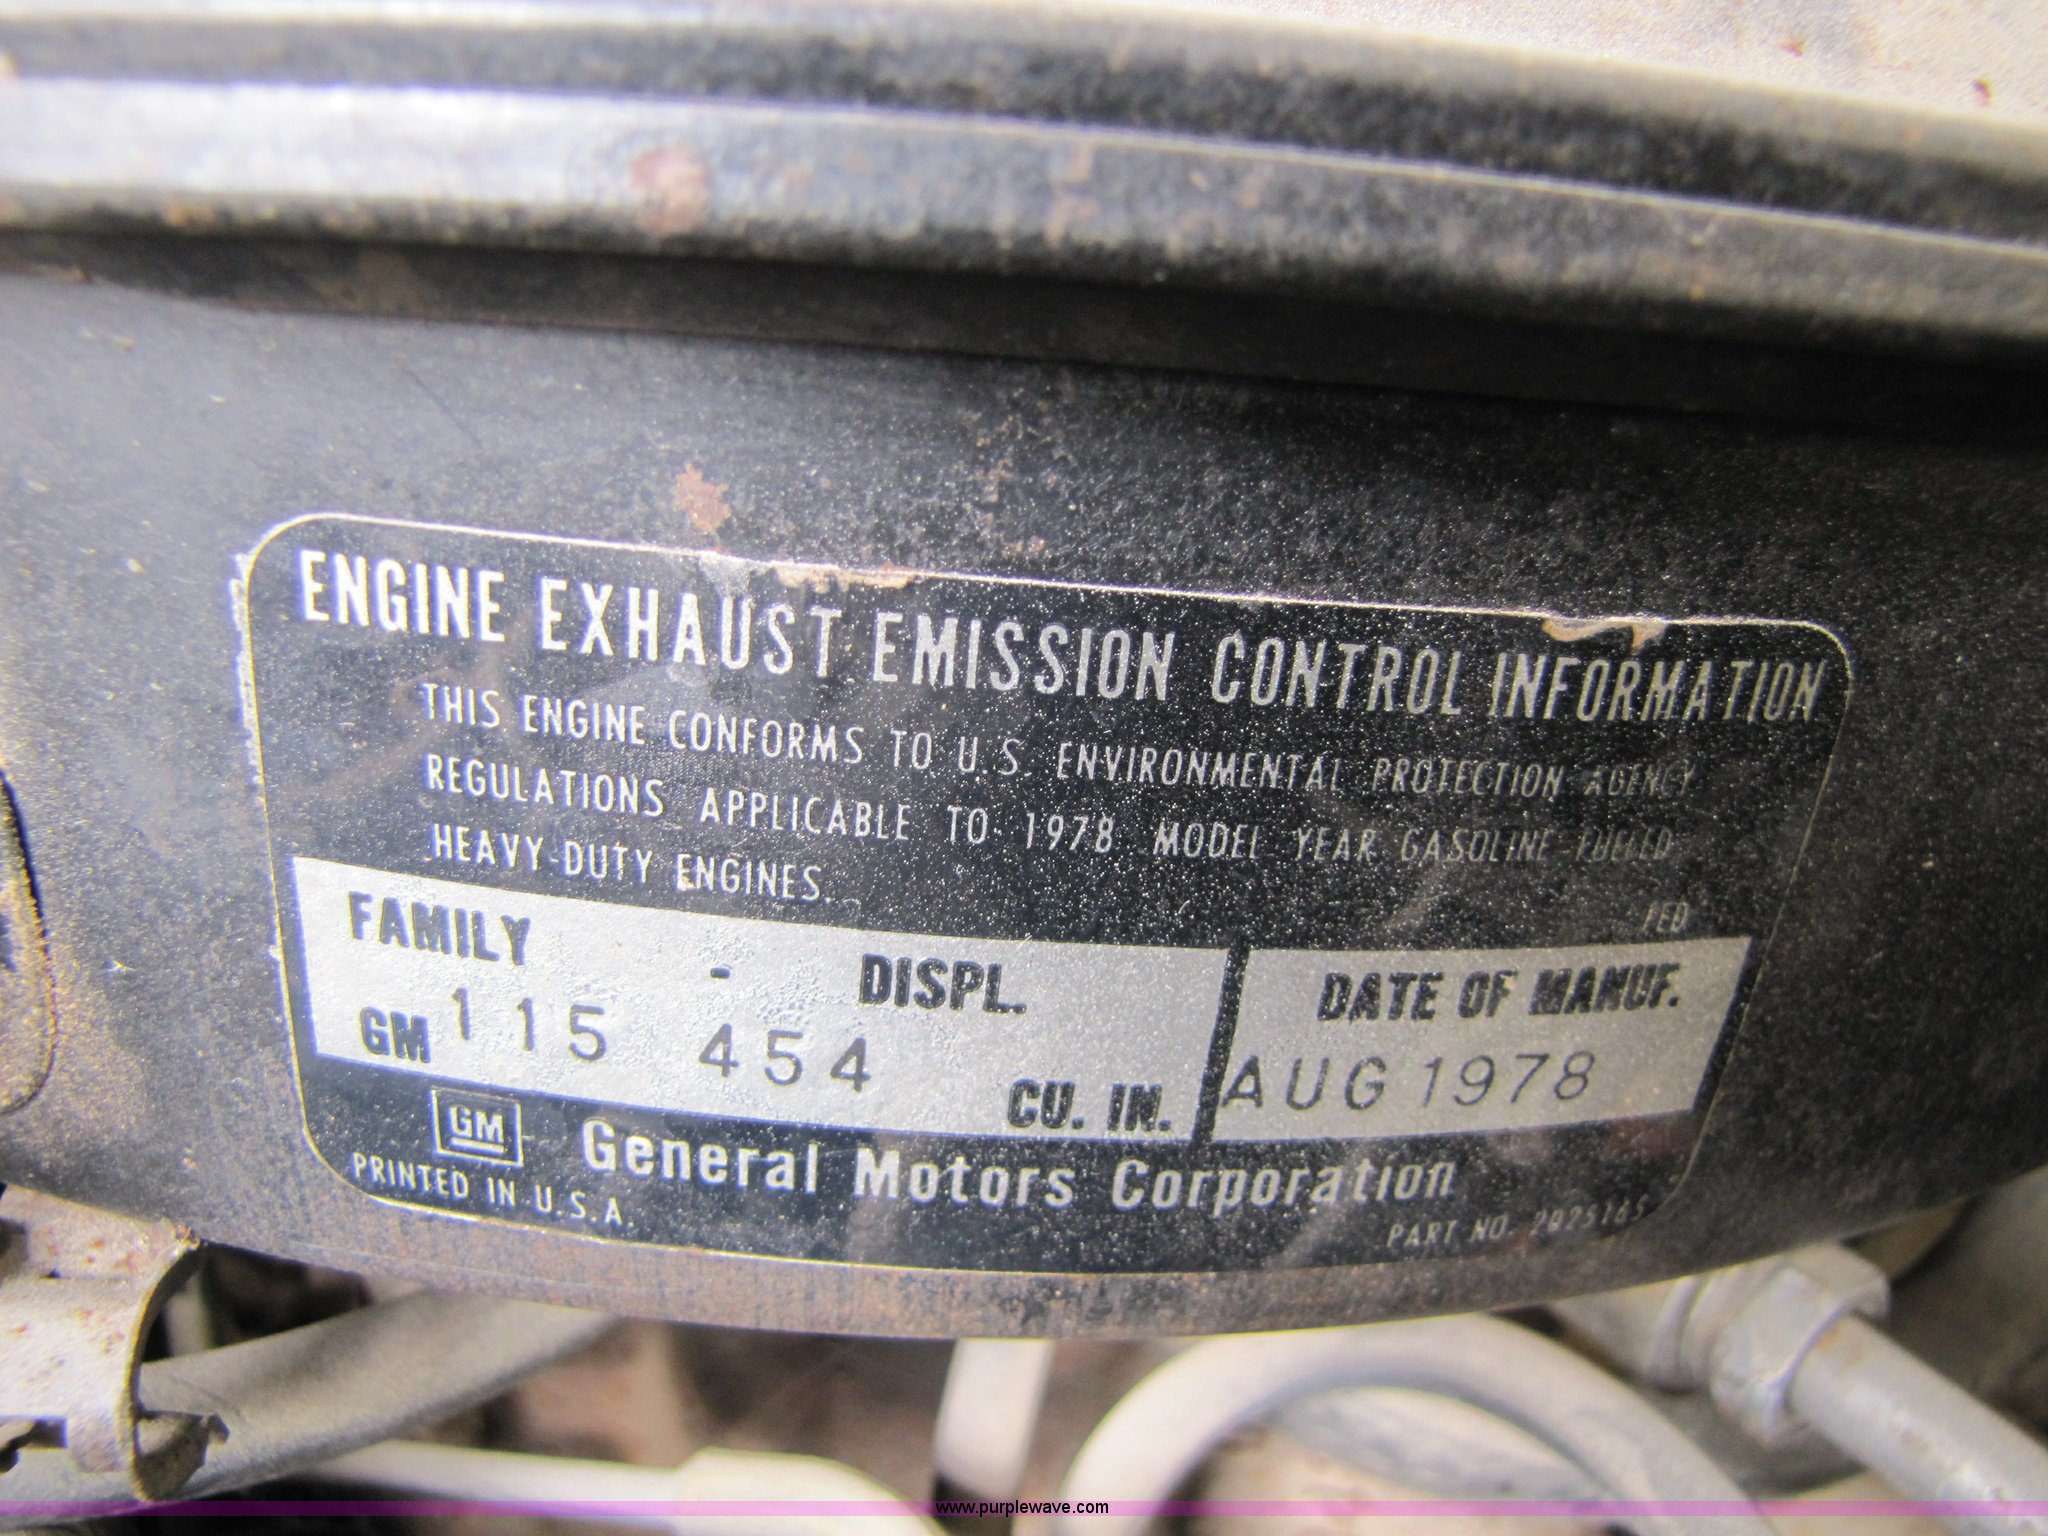 ENGINE EXHAUST EMISSION CONTROL INFORMATION
THIS ENGINE CONFORMS TO U.S. ENVIRONMENTAL PROTECTION AGENCY
REGULATIONS APPLICABLE TO 1978 MODEL YEAR GASOLINE FUELED
HEAVY-DUTY ENGINES.
FED
FAMILY - DISPL.
GM 115 454 CU. IN.
DATE OF MANUF.
AUG 1978
GM General Motors Corporation
PRINTED IN U.S.A.
PART NO. 2025165
www.purplewave.com